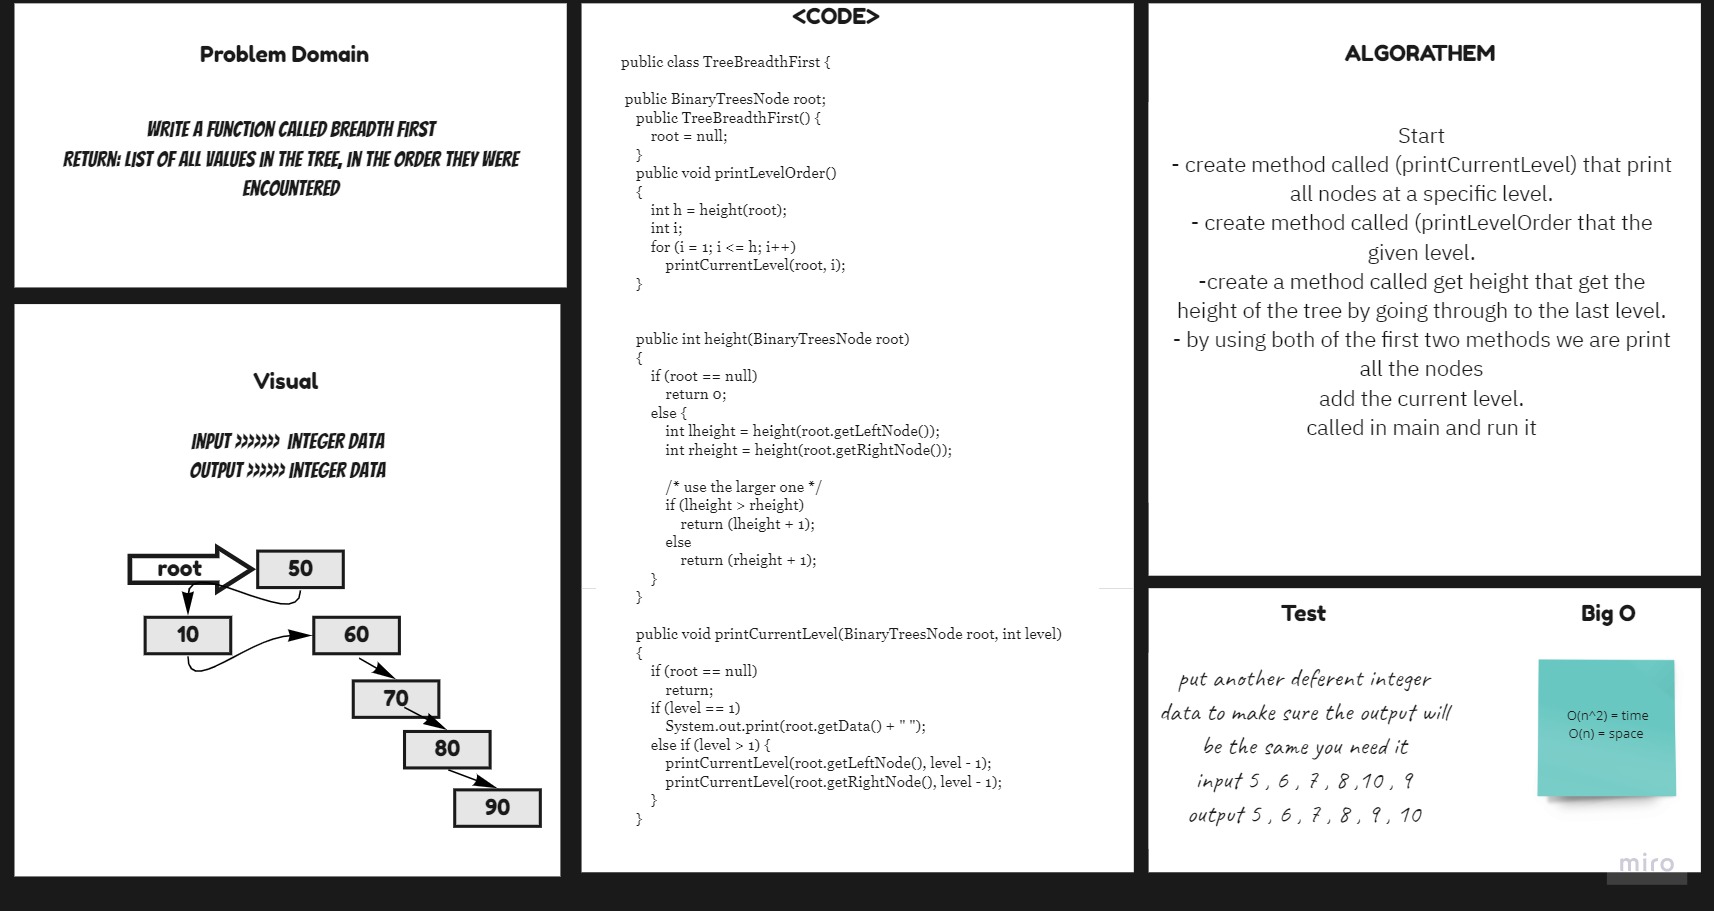 Problem Domain
WRITE A FUNCTION CALLED BREADTH FIRST
RETURN: LIST OF ALL VALUES IN THE TREE, IN THE ORDER THEY WERE
ENCOUNTERED
Visual
INPUT >>>>>>> INTEGER DATA
OUTPUT >>>>>> INTEGER DATA
root
50
10
60
70
80
90
<CODE>
public class TreeBreadthFirst {
public BinaryTreesNode root;
public TreeBreadthFirst() {
root = null;
}
public void printLevelOrder()
{
int h = height(root);
int i;
for (i = 1; i <= h; i++)
printCurrentLevel(root, i);
}
public int height(BinaryTreesNode root)
{
if (root == null)
return 0;
else {
int lheight = height(root.getLeftNode());
int rheight = height(root.getRightNode());
/* use the larger one */
if (lheight > rheight)
return (lheight + 1);
else
return (rheight + 1);
}
}
public void printCurrentLevel(BinaryTreesNode root, int level)
{
if (root == null)
return;
if (level == 1)
System.out.print(root.getData() + " ");
else if (level > 1) {
printCurrentLevel(root.getLeftNode(), level - 1);
printCurrentLevel(root.getRightNode(), level - 1);
}
}
ALGORATHEM
Start
- create method called (printCurrentLevel) that print
all nodes at a specific level.
- create method called (printLevelOrder that the
given level.
-create a method called get height that get the
height of the tree by going through to the last level.
- by using both of the first two methods we are print
all the nodes
add the current level.
called in main and run it
Test
put another deferent integer
data to make sure the output will
be the same you need it
input 5 , 6 , 7 , 8 ,10 , 9
output 5 , 6 , 7 , 8 , 9 , 10
Big O
O(n^2) = time
O(n) = space
miro